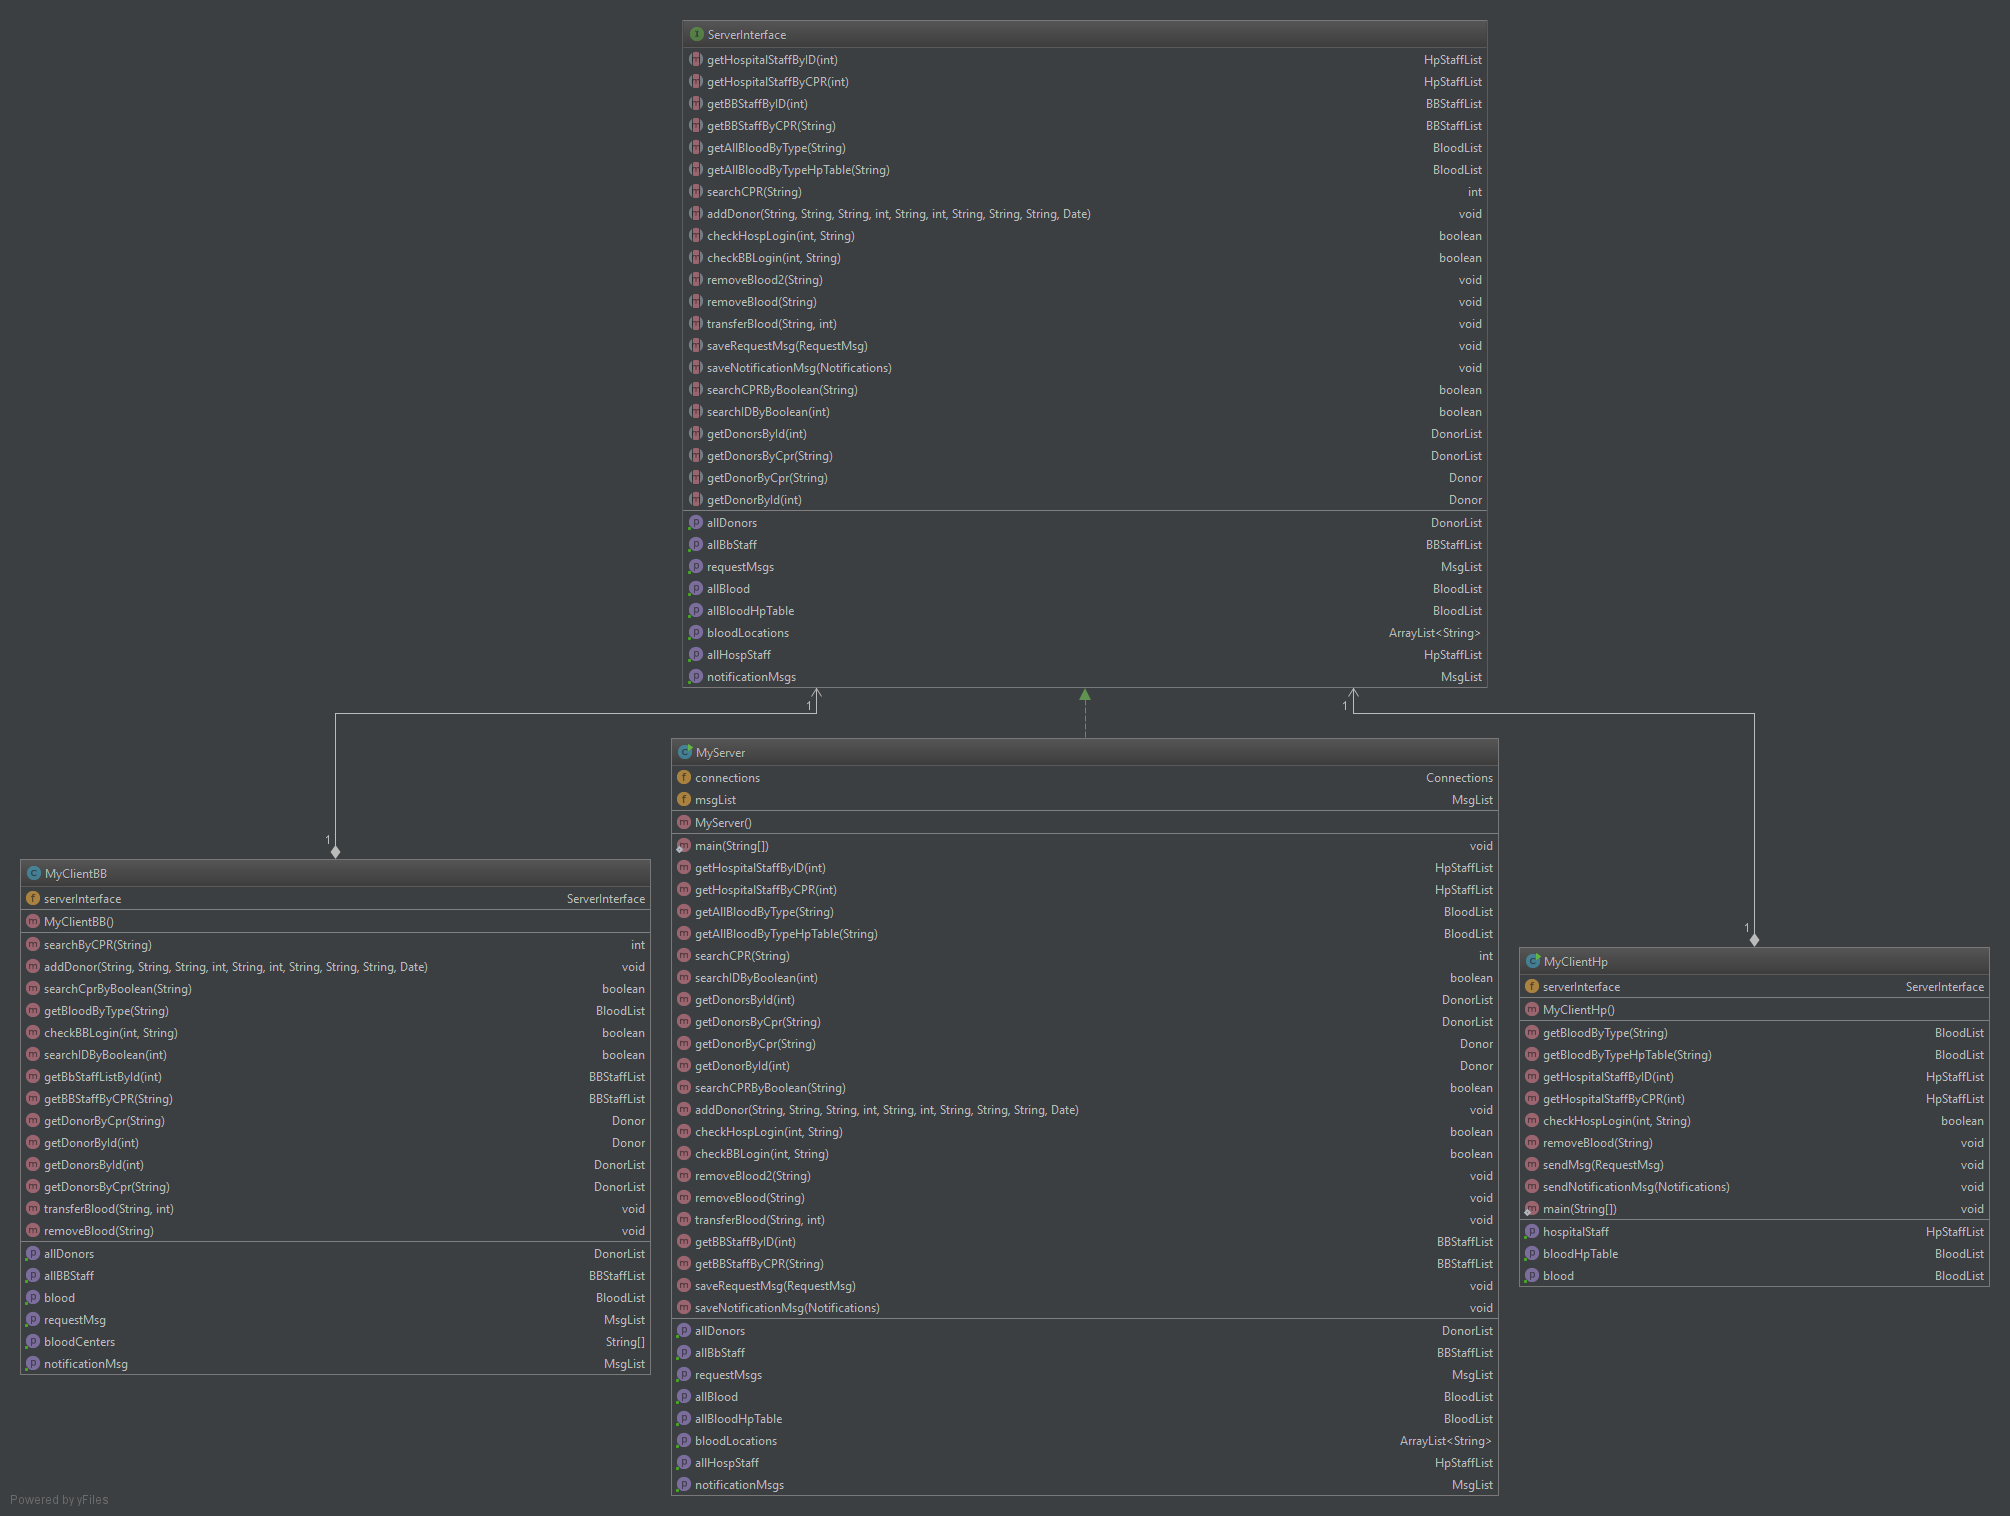 ServerInterface
getHospitalStaffByID(int) HpStaffList
getHospitalStaffByCPR(int) HpStaffList
getBBStaffByID(int) BBStaffList
getBBStaffByCPR(String) BBStaffList
getAllBloodByType(String) BloodList
getAllBloodByTypeHpTable(String) BloodList
searchCPR(String) int
addDonor(String, String, String, int, String, int, String, String, String, Date) void
checkHospLogin(int, String) boolean
checkBBLogin(int, String) boolean
removeBlood2(String) void
removeBlood(String) void
transferBlood(String, int) void
saveRequestMsg(RequestMsg) void
saveNotificationMsg(Notifications) void
searchCPRByBoolean(String) boolean
searchIDByBoolean(int) boolean
getDonorsById(int) DonorList
getDonorsByCpr(String) DonorList
getDonorByCpr(String) Donor
getDonorById(int) Donor
allDonors DonorList
allBbStaff BBStaffList
requestMsgs MsgList
allBlood BloodList
allBloodHpTable BloodList
bloodLocations ArrayList<String>
allHospStaff HpStaffList
notificationMsgs MsgList
1
1
1
1
MyClientBB
serverInterface ServerInterface
MyClientBB()
searchByCPR(String) int
addDonor(String, String, String, int, String, int, String, String, String, Date) void
searchCprByBoolean(String) boolean
getBloodByType(String) BloodList
checkBBLogin(int, String) boolean
searchIDByBoolean(int) boolean
getBbStaffListById(int) BBStaffList
getBBStaffByCPR(String) BBStaffList
getDonorByCpr(String) Donor
getDonorById(int) Donor
getDonorsById(int) DonorList
getDonorsByCpr(String) DonorList
transferBlood(String, int) void
removeBlood(String) void
allDonors DonorList
allBBStaff BBStaffList
blood BloodList
requestMsg MsgList
bloodCenters String[]
notificationMsg MsgList
MyServer
connections Connections
msgList MsgList
MyServer()
main(String[]) void
getHospitalStaffByID(int) HpStaffList
getHospitalStaffByCPR(int) HpStaffList
getAllBloodByType(String) BloodList
getAllBloodByTypeHpTable(String) BloodList
searchCPR(String) int
searchIDByBoolean(int) boolean
getDonorsById(int) DonorList
getDonorsByCpr(String) DonorList
getDonorByCpr(String) Donor
getDonorById(int) Donor
searchCPRByBoolean(String) boolean
addDonor(String, String, String, int, String, int, String, String, String, Date) void
checkHospLogin(int, String) boolean
checkBBLogin(int, String) boolean
removeBlood2(String) void
removeBlood(String) void
transferBlood(String, int) void
getBBStaffByID(int) BBStaffList
getBBStaffByCPR(String) BBStaffList
saveRequestMsg(RequestMsg) void
saveNotificationMsg(Notifications) void
allDonors DonorList
allBbStaff BBStaffList
requestMsgs MsgList
allBlood BloodList
allBloodHpTable BloodList
bloodLocations ArrayList<String>
allHospStaff HpStaffList
notificationMsgs MsgList
MyClientHp
serverInterface ServerInterface
MyClientHp()
getBloodByType(String) BloodList
getBloodByTypeHpTable(String) BloodList
getHospitalStaffByID(int) HpStaffList
getHospitalStaffByCPR(int) HpStaffList
checkHospLogin(int, String) boolean
removeBlood(String) void
sendMsg(RequestMsg) void
sendNotificationMsg(Notifications) void
main(String[]) void
hospitalStaff HpStaffList
bloodHpTable BloodList
blood BloodList
Powered by yFiles